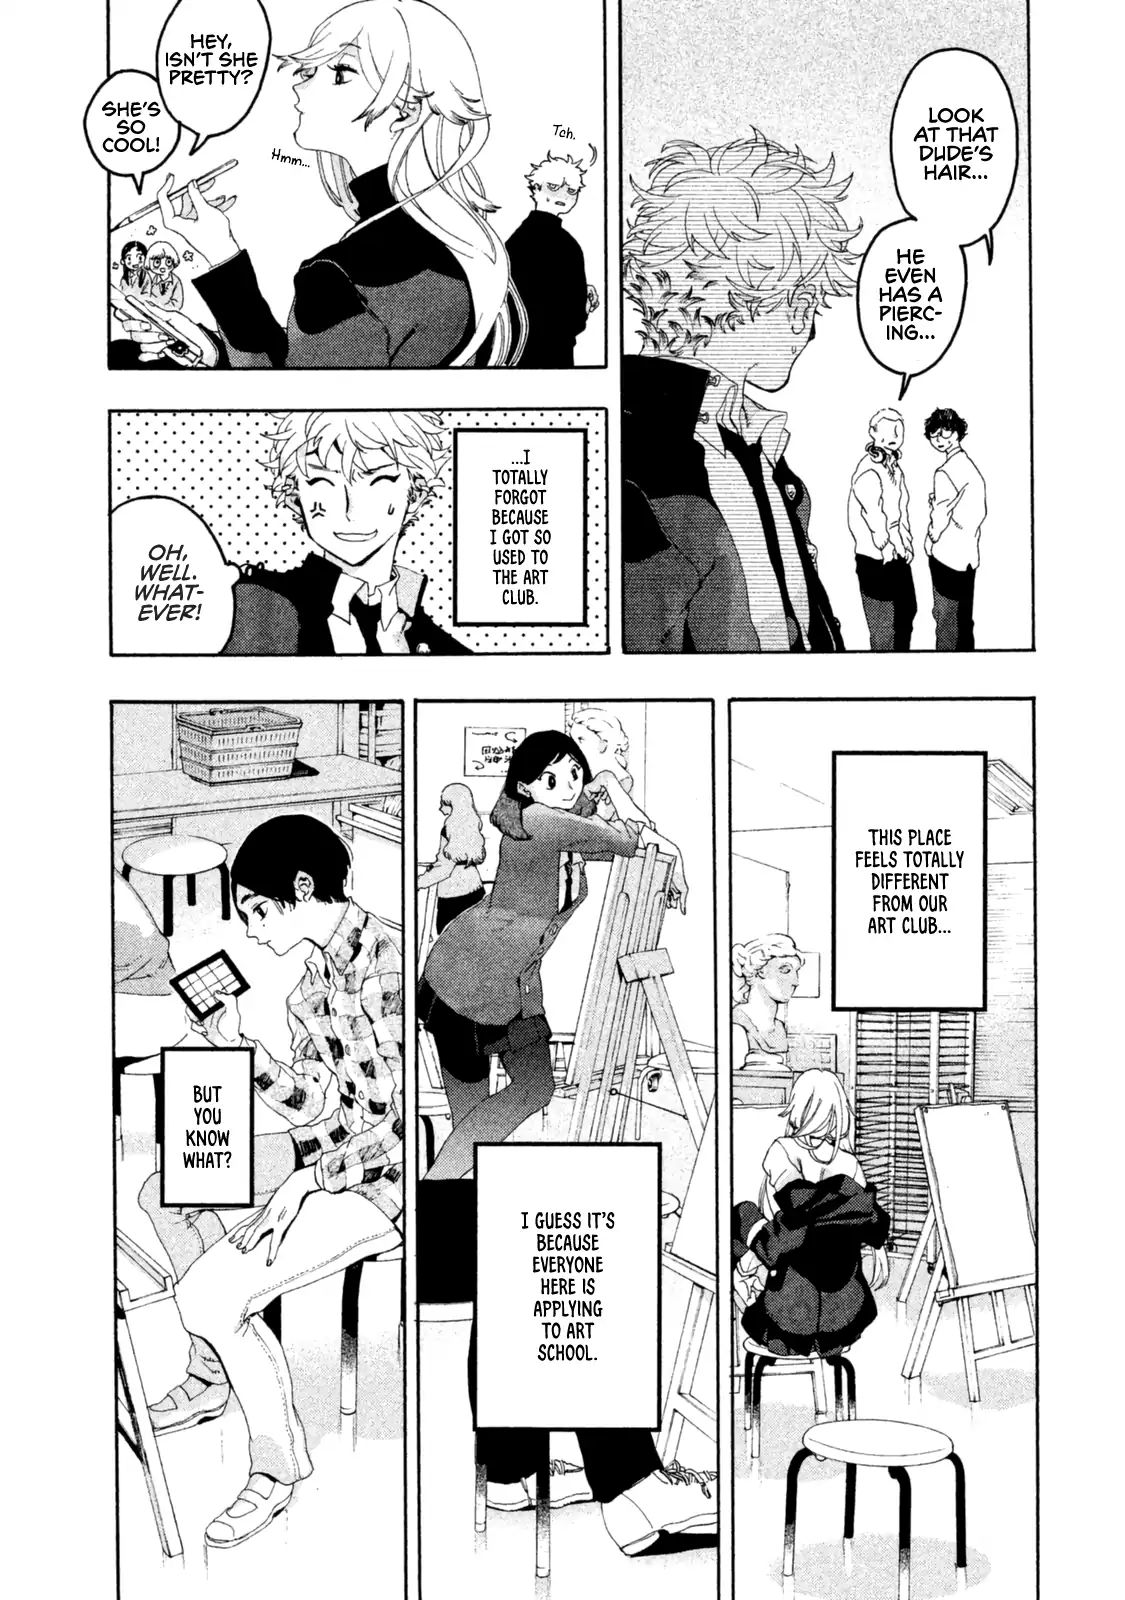 LOOK
AT THAT
DUDE'S
HAIR...
HE
EVEN
HAS A
PIERC-
ING...
HEY,
ISN'T SHE
PRETTY?
SHE'S
SO
COOL!
Hmm...
Tch.
...I
TOTALLY
FORGOT
BECAUSE
I GOT SO
USED TO
THE ART
CLUB.
OH,
WELL.
WHAT-
EVER!
THIS PLACE
FEELS TOTALLY
DIFFERENT
FROM OUR
ART CLUB...
I GUESS IT'S
BECAUSE
EVERYONE
HERE IS
APPLYING
TO ART
SCHOOL.
BUT
YOU
KNOW
WHAT?